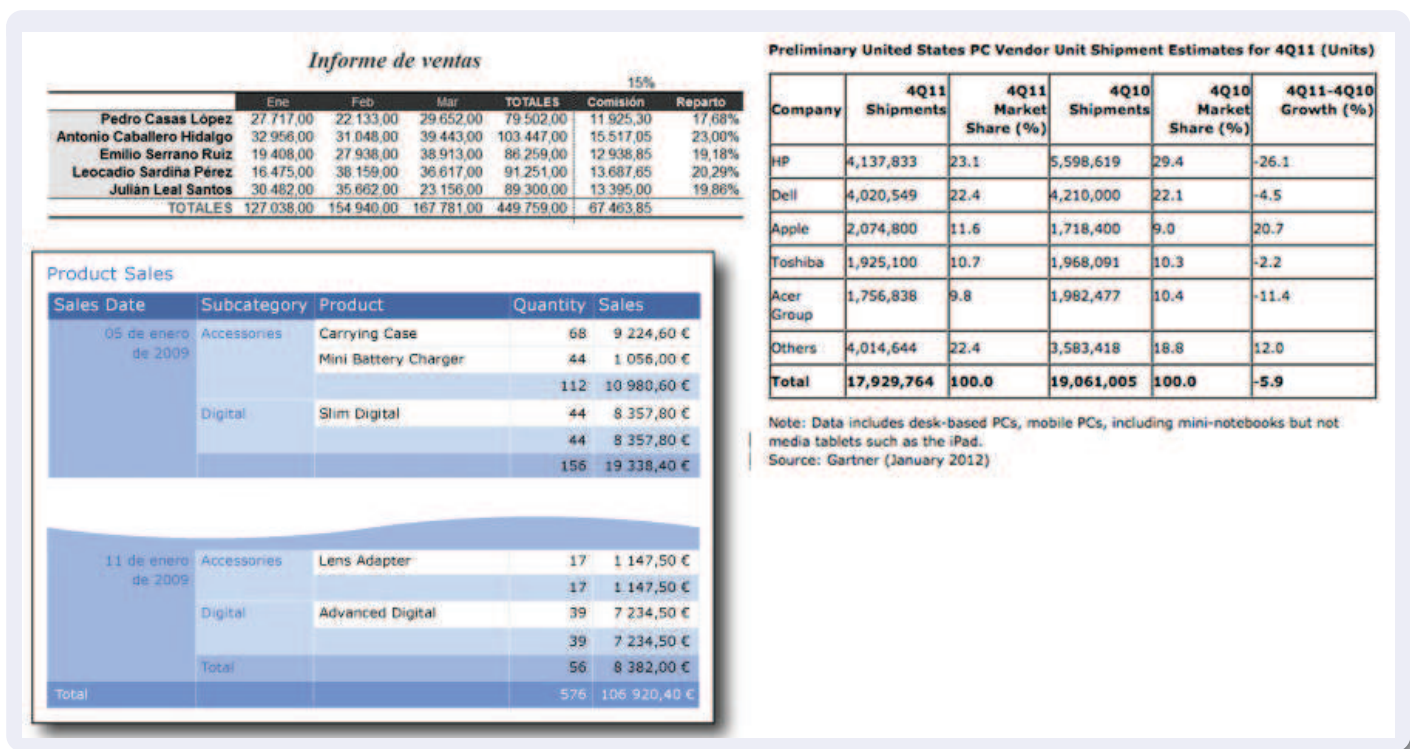 Informe de ventas
15%
Ene Feb Mar TOTALES Comisión Reparto
Pedro Casas López 27.717,00 22.133,00 29.652,00 79.502,00 11.925,30 17,68%
Antonio Caballero Hidalgo 32.956,00 31.048,00 39.443,00 103.447,00 15.517,05 23,00%
Emilio Serrano Ruiz 19.408,00 27.938,00 38.913,00 86.259,00 12.938,85 19,18%
Leocadio Sardiña Pérez 16.475,00 38.159,00 36.617,00 91.251,00 13.687,65 20,29%
Julián Leal Santos 30.482,00 35.662,00 23.156,00 89.300,00 13.395,00 19,86%
TOTALES 127.038,00 154.940,00 167.781,00 449.759,00 67.463,85
Product Sales
Sales Date Subcategory Product Quantity Sales
05 de enero Accessories Carrying Case 68 9 224,60 €
de 2009 Mini Battery Charger 44 1 056,00 €
112 10 980,60 €
Digital Slim Digital 44 8 357,80 €
44 8 357,80 €
156 19 338,40 €
11 de enero Accessories Lens Adapter 17 1 147,50 €
de 2009 17 1 147,50 €
Digital Advanced Digital 39 7 234,50 €
39 7 234,50 €
Total 56 8 382,00 €
Total 576 106 920,40 €
Preliminary United States PC Vendor Unit Shipment Estimates for 4Q11 (Units)
Company 4Q11 Shipments 4Q11 Market Share (%) 4Q10 Shipments 4Q10 Market Share (%) 4Q11-4Q10 Growth (%)
HP 4,137,833 23.1 5,598,619 29.4 -26.1
Dell 4,020,549 22.4 4,210,000 22.1 -4.5
Apple 2,074,800 11.6 1,718,400 9.0 20.7
Toshiba 1,925,100 10.7 1,968,091 10.3 -2.2
Acer Group 1,756,838 9.8 1,982,477 10.4 -11.4
Others 4,014,644 22.4 3,583,418 18.8 12.0
Total 17,929,764 100.0 19,061,005 100.0 -5.9
Note: Data includes desk-based PCs, mobile PCs, including mini-notebooks but not
media tablets such as the iPad.
Source: Gartner (January 2012)